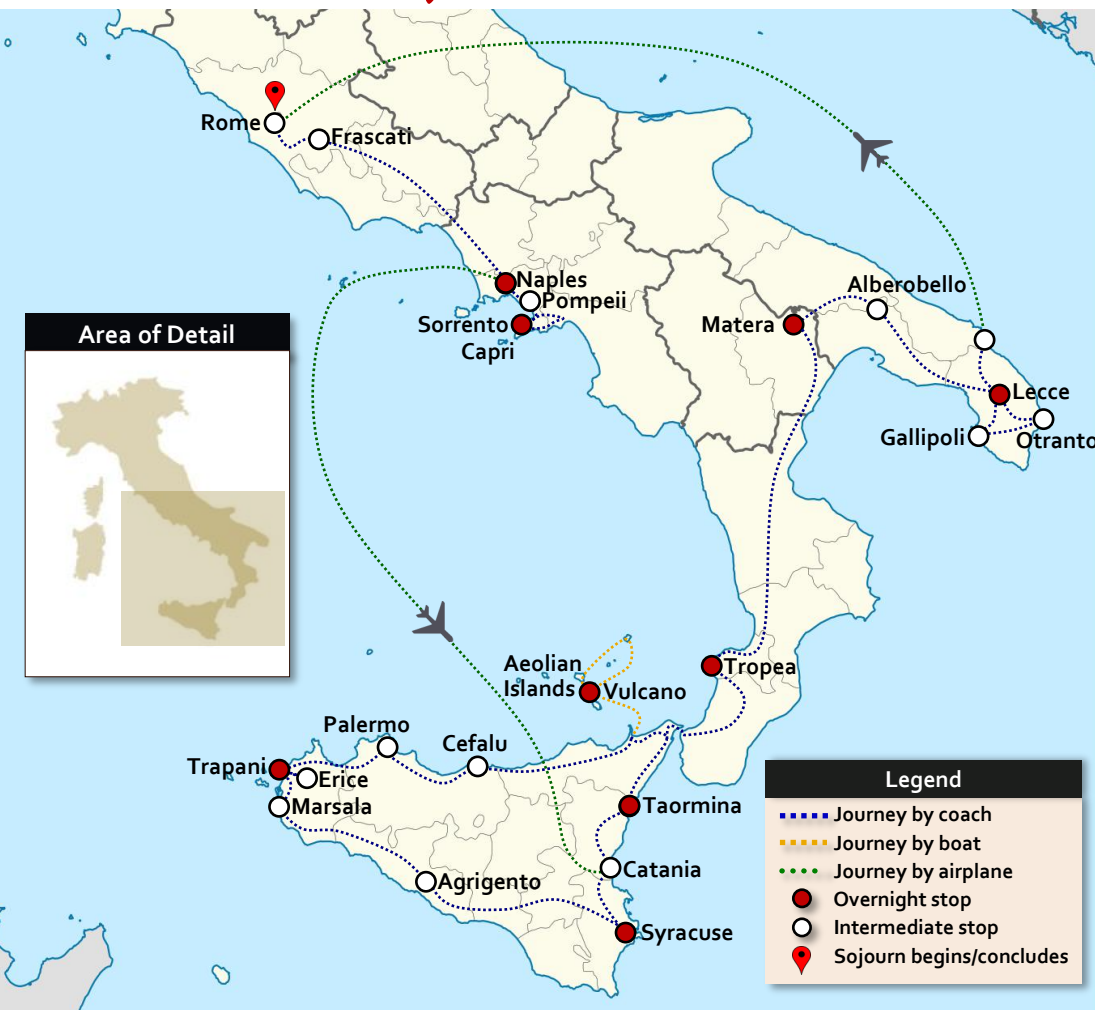 Rome
Frascati
Naples
Pompeii
Sorrento
Capri
Alberobello
Matera
Lecce
Gallipoli
Otranto
Area of Detail
Aeolian
Islands
Vulcano
Tropea
Palermo
Cefalu
Trapani
Erice
Marsala
Taormina
Agrigento
Catania
Syracuse
Legend
Journey by coach
Journey by boat
Journey by airplane
Overnight stop
Intermediate stop
Sojourn begins/concludes